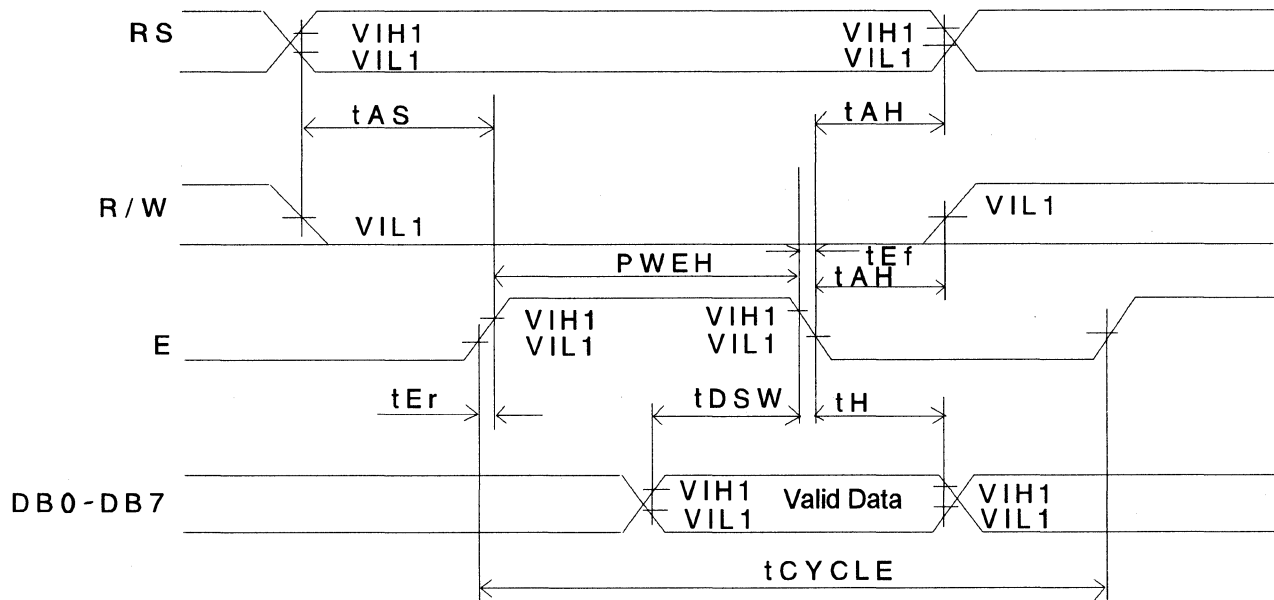 RS
VIH1
VIL1
VIH1
VIL1
tAS
tAH
R/W
VIL1
VIL1
tEf
PWEH
tAH
E
VIH1
VIL1
VIH1
VIL1
tEr
tDSW
tH
DB0-DB7
VIH1
VIL1
Valid Data
VIH1
VIL1
tCYCLE